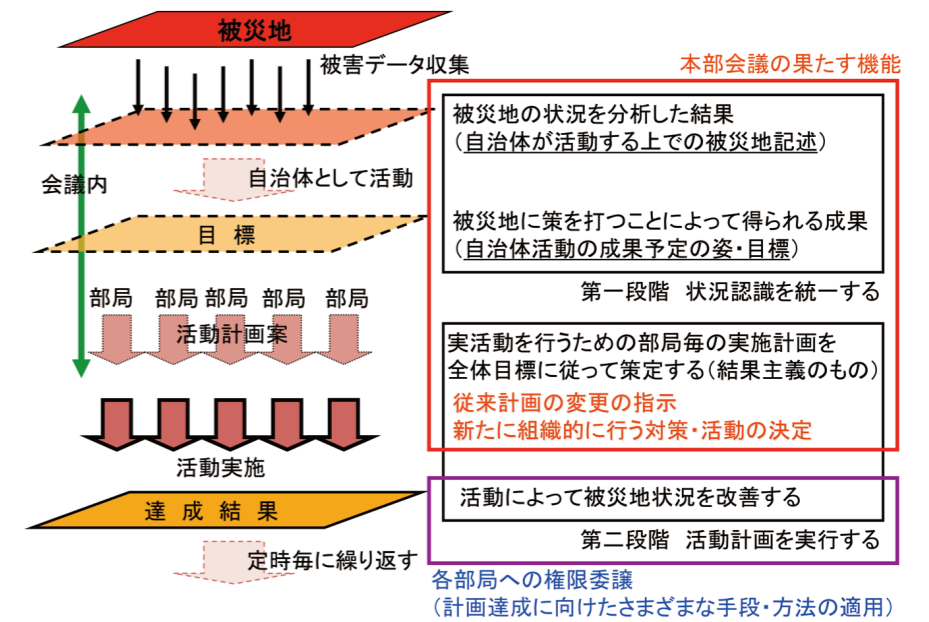 被災地
被害データ収集
本部会議の果たす機能
被災地の状況を分析した結果
（自治体が活動する上での被災地記述）
会議内
自治体として活動
被災地に策を打つことによって得られる成果
（自治体活動の成果予定の姿・目標）
目 標
第一段階 状況認識を統一する
部局 部局 部局 部局 部局
活動計画案
実活動を行うための部局毎の実施計画を
全体目標に従って策定する（結果主義のもの）
従来計画の変更の指示
新たに組織的に行う対策・活動の決定
活動実施
活動によって被災地状況を改善する
達 成 結 果
第二段階 活動計画を実行する
定時毎に繰り返す
各部局への権限委譲
（計画達成に向けたさまざまな手段・方法の適用）